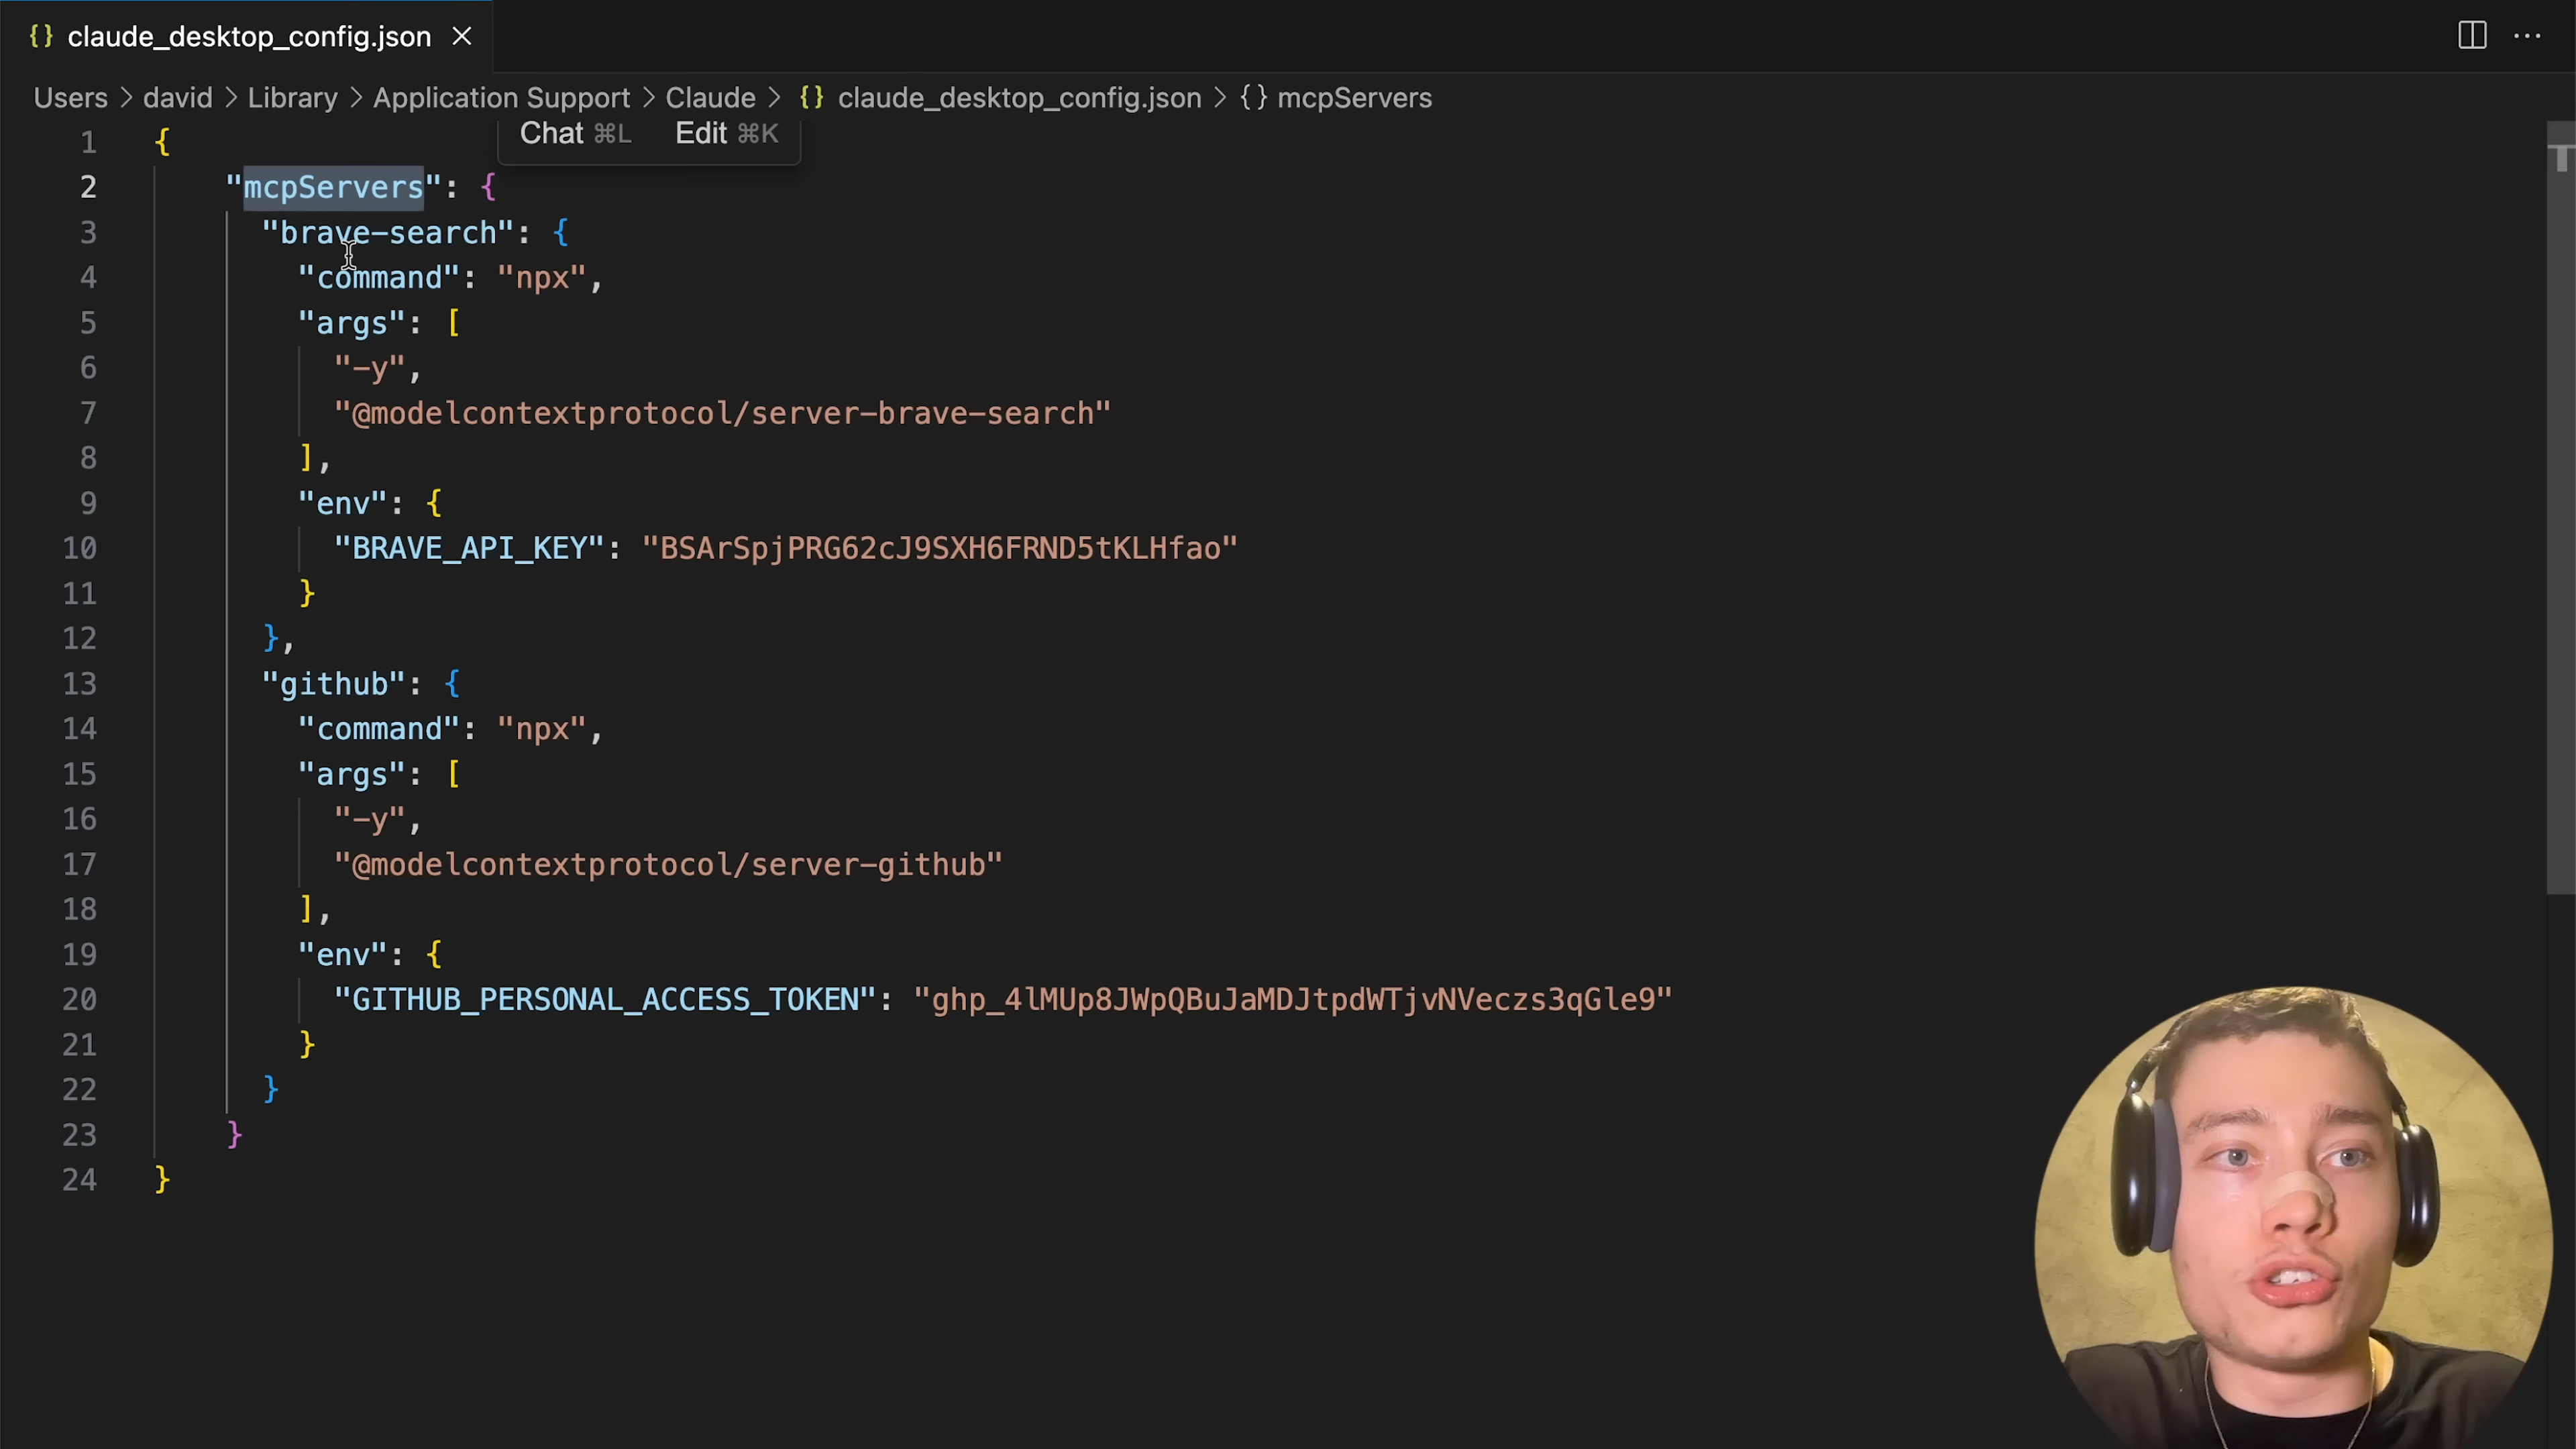 claude_desktop_config.json
Users > david > Library > Application Support > Claude > {} claude_desktop_config.json > {} mcpServers
Chat ⌘L Edit ⌘K
1 {
2 "mcpServers": {
3 "brave-search": {
4 "command": "npx",
5 "args": [
6 "-y",
7 "@modelcontextprotocol/server-brave-search"
8 ],
9 "env": {
10 "BRAVE_API_KEY": "BSArSpjPRG62cJ9SXH6FRND5tKLHfao"
11 }
12 },
13 "github": {
14 "command": "npx",
15 "args": [
16 "-y",
17 "@modelcontextprotocol/server-github"
18 ],
19 "env": {
20 "GITHUB_PERSONAL_ACCESS_TOKEN": "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"
21 }
22 }
23 }
24 }